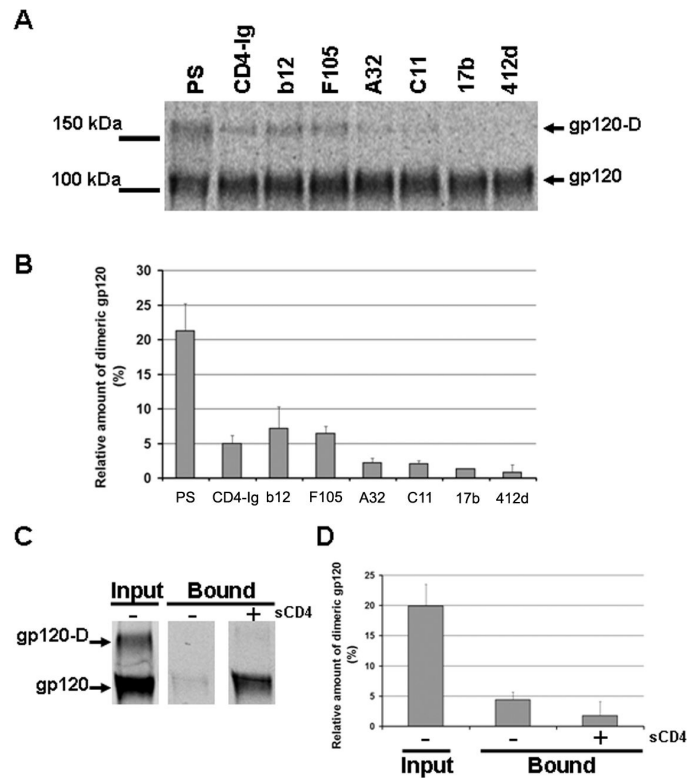 A
PS CD4-Ig b12 F105 A32 C11 17b 412d
150 kDa
gp120-D
100 kDa
gp120
B
Relative amount of dimeric gp120
(%)
30
25
20
15
10
5
0
PS CD4-Ig b12 F105 A32 C11 17b 412d
C
Input Bound
- - + sCD4
gp120-D
gp120
D
Relative amount of dimeric gp120
(%)
25
20
15
10
5
0
- - + sCD4
Input Bound